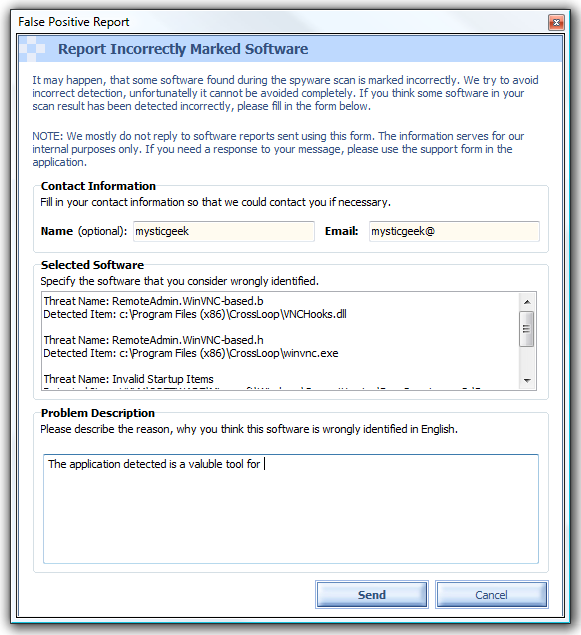 False Positive Report
Report Incorrectly Marked Software
It may happen, that some software found during the spyware scan is marked incorrectly. We try to avoid
incorrect detection, unfortunatelly it cannot be avoided completely. If you think some software in your
scan result has been detected incorrectly, please fill in the form below.
NOTE: We mostly do not reply to software reports sent using this form. The information serves for our
internal purposes only. If you need a response to your message, please use the support form in the
application.
Contact Information
Fill in your contact information so that we could contact you if necessary.
Name (optional): mysticgeek Email: mysticgeek@
Selected Software
Specify the software that you consider wrongly identified.
Threat Name: RemoteAdmin.WinVNC-based.b
Detected Item: c:\Program Files (x86)\CrossLoop\VNCHooks.dll
Threat Name: RemoteAdmin.WinVNC-based.h
Detected Item: c:\Program Files (x86)\CrossLoop\winvnc.exe
Threat Name: Invalid Startup Items
Problem Description
Please describe the reason, why you think this software is wrongly identified in English.
The application detected is a valuble tool for
Send Cancel